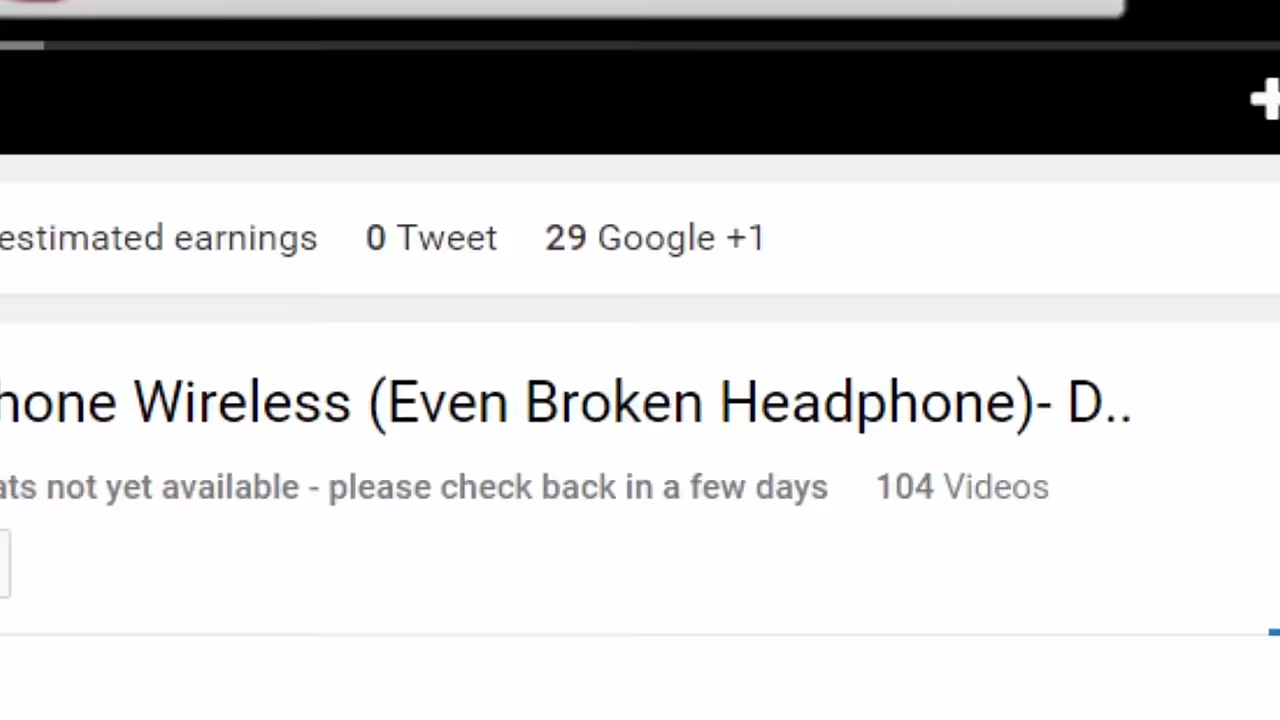 estimated earnings 0 Tweet 29 Google +1
hone Wireless (Even Broken Headphone)- D..
ats not yet available - please check back in a few days 104 Videos